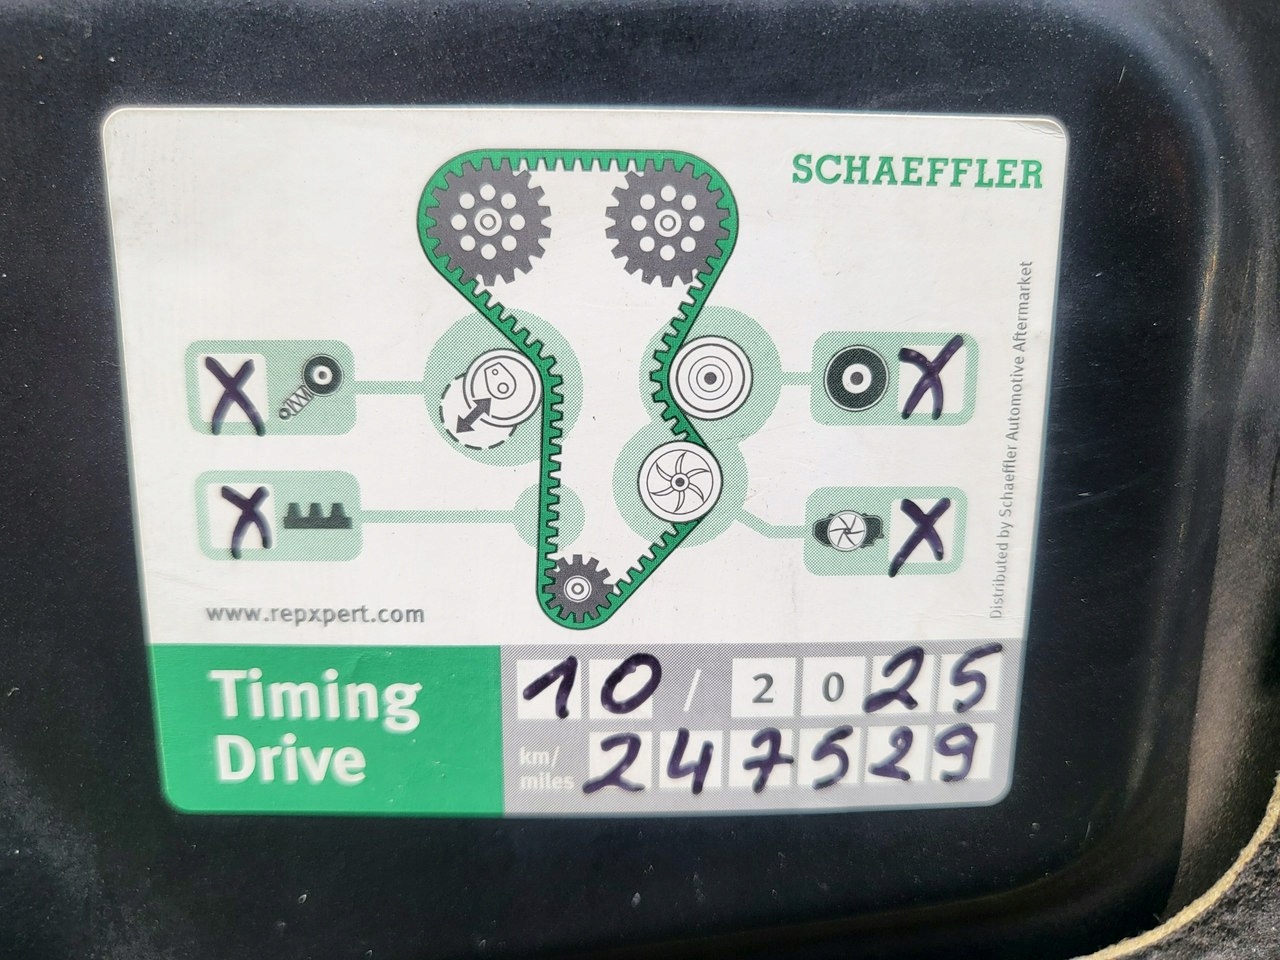 SCHAEFFLER
X
X
X
X
Distributed by Schaeffler Automotive Aftermarket
www.repxpert.com
Timing
Drive
10 / 2025
km/
miles 247529